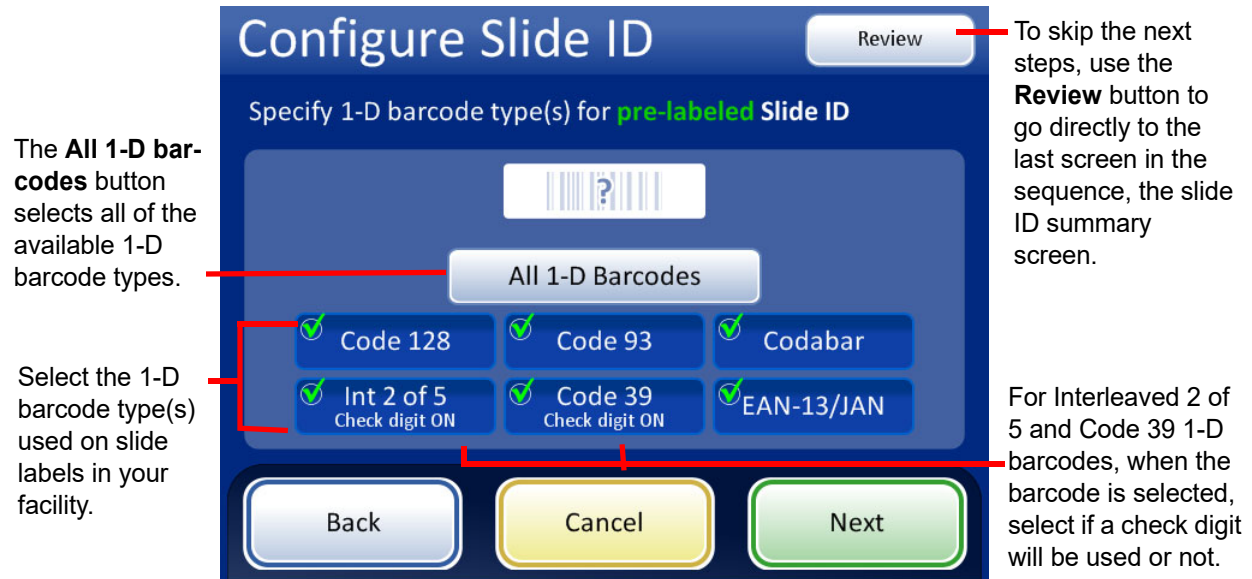 Configure Slide ID
Review
Specify 1-D barcode type(s) for pre-labeled Slide ID
?
All 1-D Barcodes
Code 128
Code 93
Codabar
Int 2 of 5
Check digit ON
Code 39
Check digit ON
EAN-13/JAN
Back
Cancel
Next
The All 1-D bar-
codes button
selects all of the
available 1-D
barcode types.
Select the 1-D
barcode type(s)
used on slide
labels in your
facility.
To skip the next
steps, use the
Review button to
go directly to the
last screen in the
sequence, the slide
ID summary
screen.
For Interleaved 2 of
5 and Code 39 1-D
barcodes, when the
barcode is selected,
select if a check digit
will be used or not.